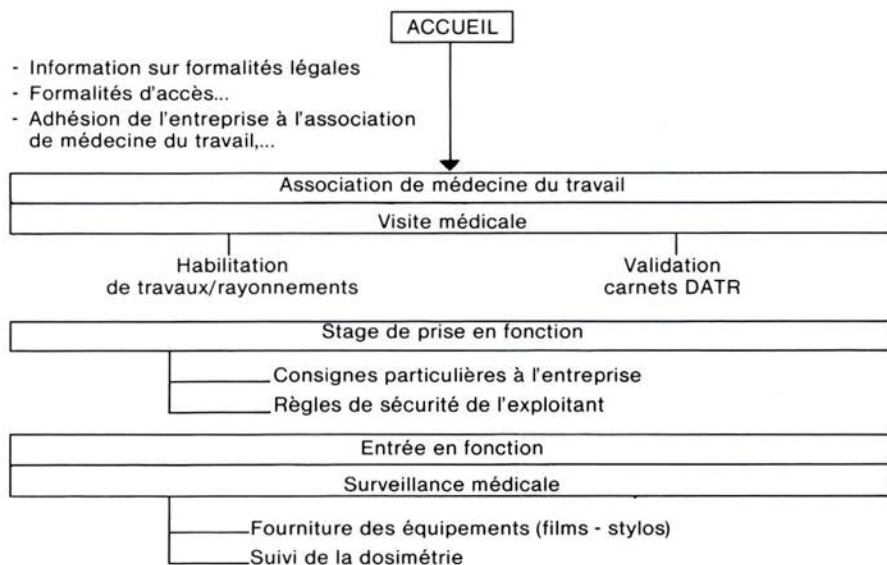 ACCUEIL
- Information sur formalités légales
- Formalités d'accès...
- Adhésion de l'entreprise à l'association
de médecine du travail,...
Association de médecine du travail
Visite médicale
Habilitation
de travaux/rayonnements
Validation
carnets DATR
Stage de prise en fonction
Consignes particulières à l'entreprise
Règles de sécurité de l'exploitant
Entrée en fonction
Surveillance médicale
Fourniture des équipements (films - stylos)
Suivi de la dosimétrie